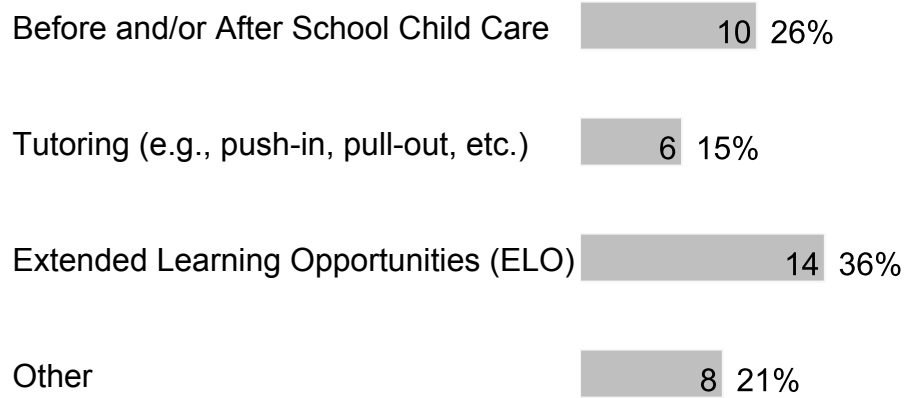 Before and/or After School Child Care 10 26%
Tutoring (e.g., push-in, pull-out, etc.) 6 15%
Extended Learning Opportunities (ELO) 14 36%
Other 8 21%